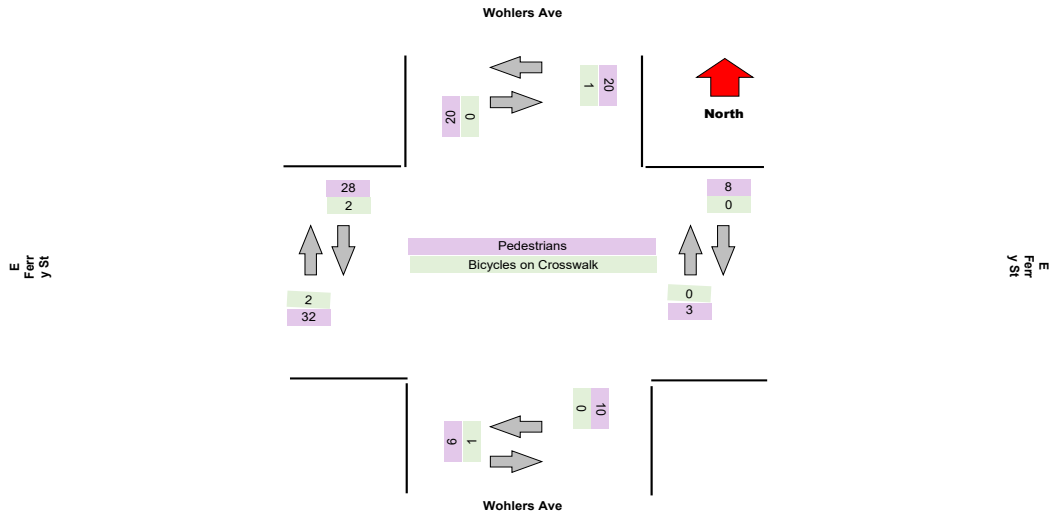 Wohlers Ave
20
1
20
0
North
28
2
8
0
Pedestrians
Bicycles on Crosswalk
E
Ferr
y St
E
Ferr
y St
2
32
0
3
10
0
6
1
Wohlers Ave